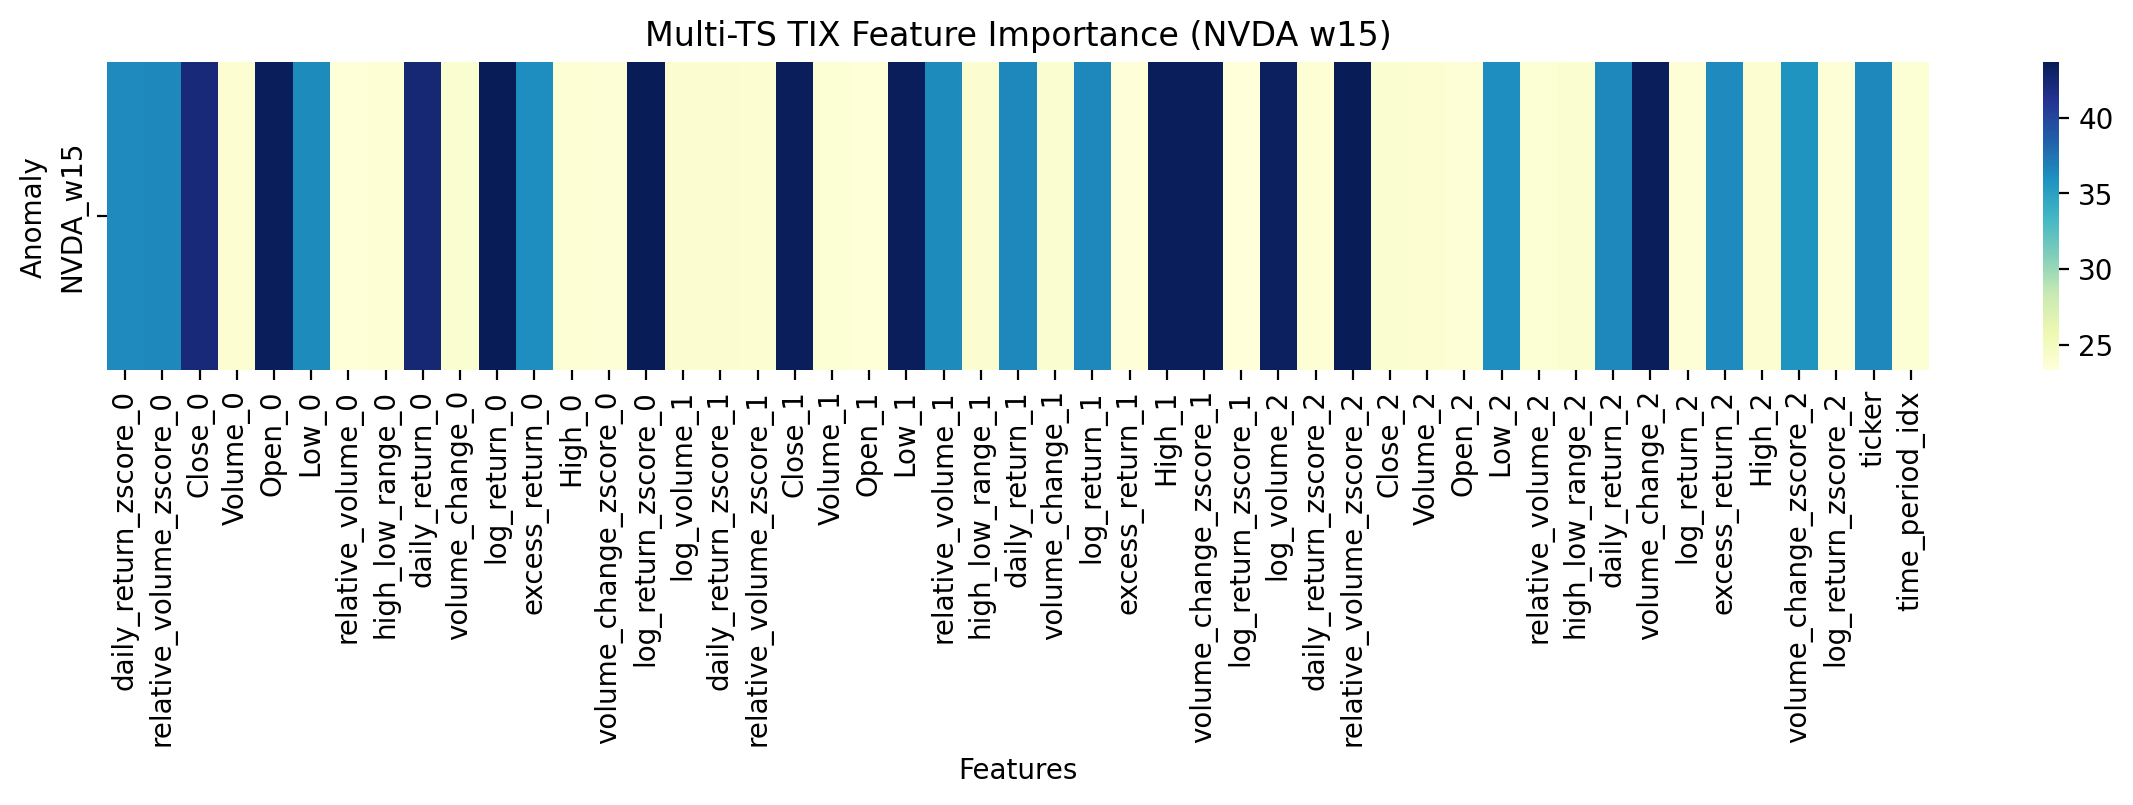 Multi-TS TIX Feature Importance (NVDA w15)
Anomaly
NVDA_w15
daily_return_zscore_0
relative_volume_zscore_0
Close_0
Volume_0
Open_0
Low_0
relative_volume_0
high_low_range_0
daily_return_0
volume_change_0
log_return_0
excess_return_0
High_0
volume_change_zscore_0
log_return_zscore_0
log_volume_1
daily_return_zscore_1
relative_volume_zscore_1
Close_1
Volume_1
Open_1
Low_1
relative_volume_1
high_low_range_1
daily_return_1
volume_change_1
log_return_1
excess_return_1
High_1
volume_change_zscore_1
log_return_zscore_1
log_volume_2
daily_return_zscore_2
relative_volume_zscore_2
Close_2
Volume_2
Open_2
Low_2
relative_volume_2
high_low_range_2
daily_return_2
volume_change_2
log_return_2
excess_return_2
High_2
volume_change_zscore_2
log_return_zscore_2
ticker
time_period_idx
Features
40
35
30
25